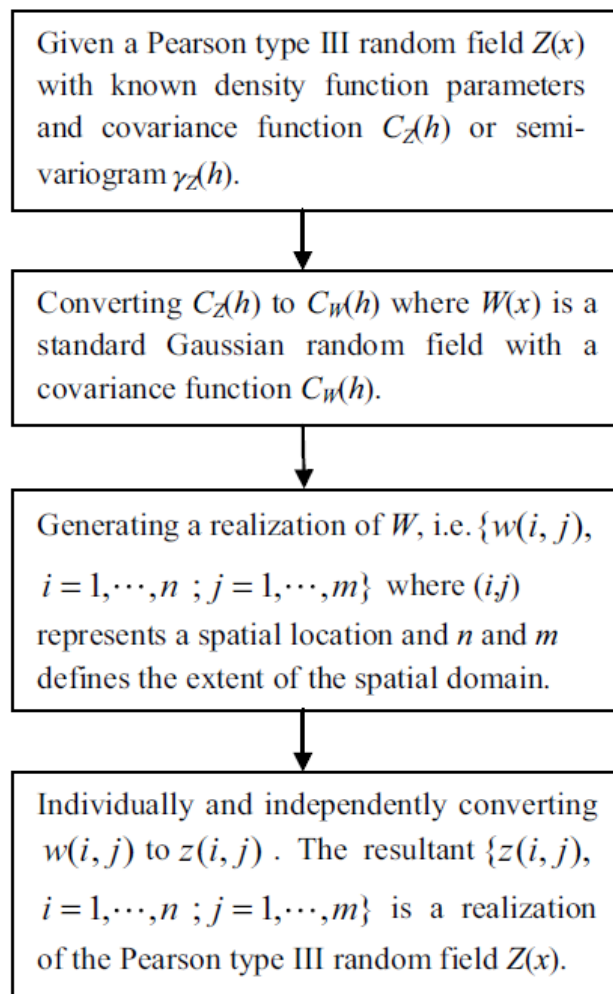 Given a Pearson type III random field Z(x)
with known density function parameters
and covariance function C_Z(h) or semi-
variogram γ_Z(h).
Converting C_Z(h) to C_W(h) where W(x) is a
standard Gaussian random field with a
covariance function C_W(h).
Generating a realization of W, i.e. {w(i, j),
i = 1,⋯,n ; j = 1,⋯,m} where (i,j)
represents a spatial location and n and m
defines the extent of the spatial domain.
Individually and independently converting
w(i, j) to z(i, j) . The resultant {z(i, j),
i = 1,⋯,n ; j = 1,⋯,m} is a realization
of the Pearson type III random field Z(x).